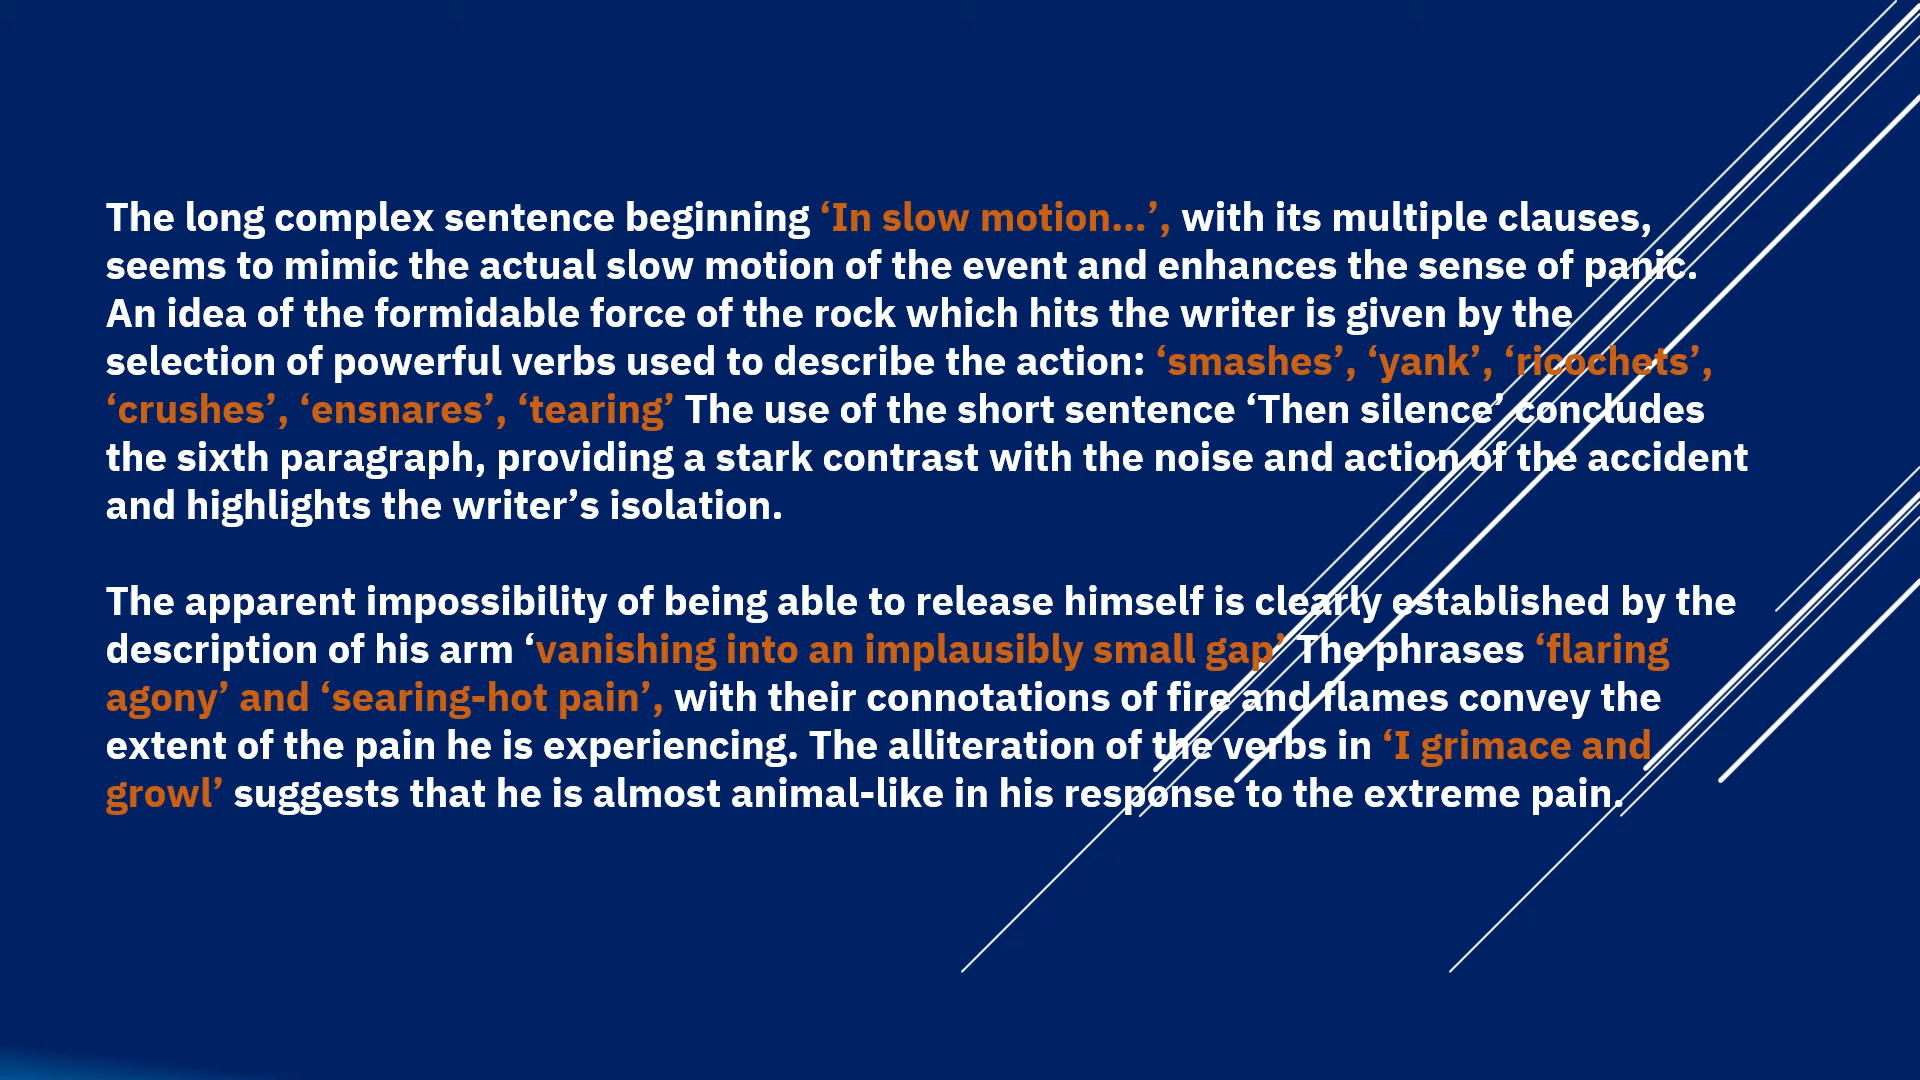 The long complex sentence beginning ‘In slow motion...’, with its multiple clauses,
seems to mimic the actual slow motion of the event and enhances the sense of panic.
An idea of the formidable force of the rock which hits the writer is given by the
selection of powerful verbs used to describe the action: ‘smashes’, ‘yank’, ‘ricochets’,
‘crushes’, ‘ensnares’, ‘tearing’ The use of the short sentence ‘Then silence’ concludes
the sixth paragraph, providing a stark contrast with the noise and action of the accident
and highlights the writer’s isolation.
The apparent impossibility of being able to release himself is clearly established by the
description of his arm ‘vanishing into an implausibly small gap’ The phrases ‘flaring
agony’ and ‘searing-hot pain’, with their connotations of fire and flames convey the
extent of the pain he is experiencing. The alliteration of the verbs in ‘I grimace and
growl’ suggests that he is almost animal-like in his response to the extreme pain.